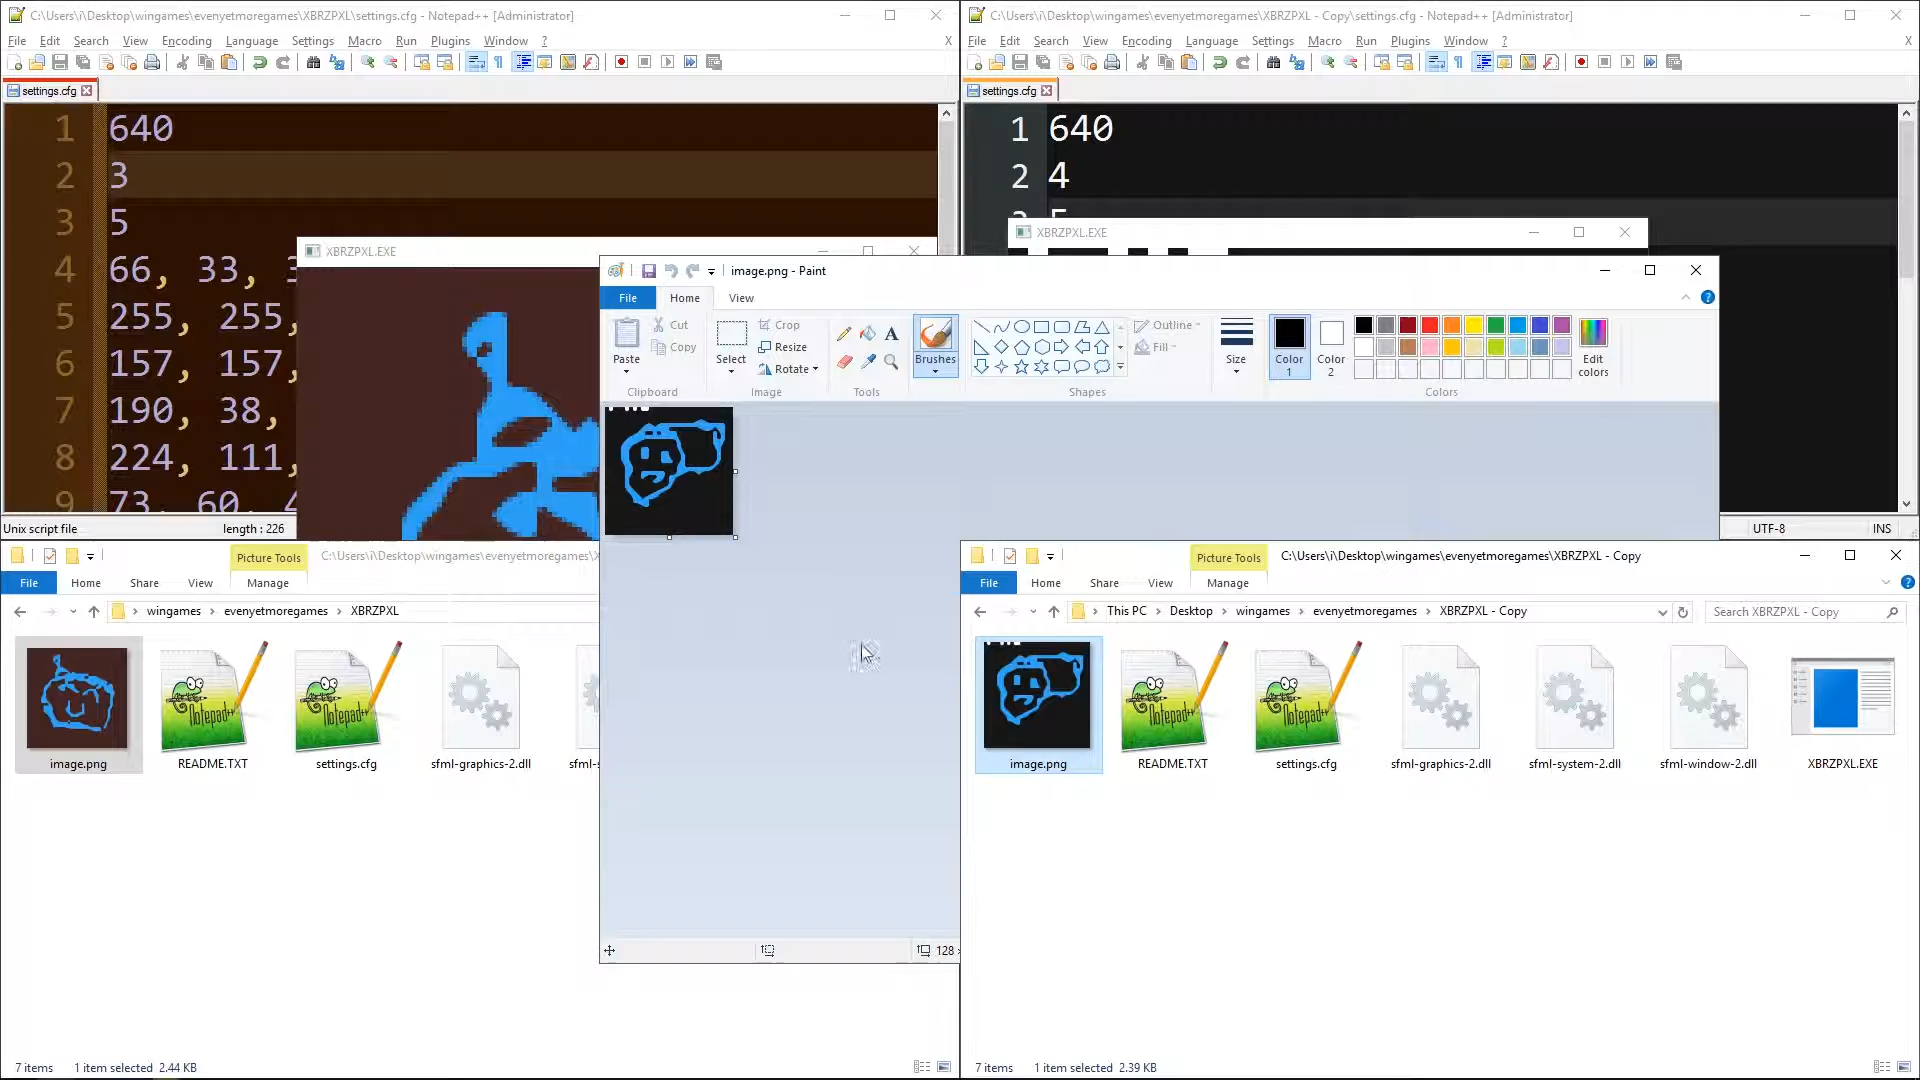 C:\Users\i\Desktop\wingames\evenyetmoregames\XBRZPXL\settings.cfg - Notepad++ [Administrator]
File Edit Search View Encoding Language Settings Macro Run Plugins Window ? X
settings.cfg
1 640
2 3
3 5
4 66, 33,
5 255, 255,
6 157, 157,
7 190, 38,
8 224, 111,
9 73, 60,
Unix script file length : 226
C:\Users\i\Desktop\wingames\evenyetmoregames\XBRZPXL - Copy\settings.cfg - Notepad++ [Administrator]
File Edit Search View Encoding Language Settings Macro Run Plugins Window ? X
settings.cfg
1 640
2 4
UTF-8 INS
XBRZPXL.EXE
XBRZPXL.EXE
image.png - Paint
File Home View
Paste Cut Copy
Clipboard
Select Crop Resize Rotate
Image
A
Tools
Brushes
Outline
Fill
Shapes
Size
Color 1
Color 2
Edit colors
Colors
128
Picture Tools C:\Users\i\Desktop\wingames\evenyetmoregames\X
File Home Share View Manage
wingames > evenyetmoregames > XBRZPXL
image.png README.TXT settings.cfg sfml-graphics-2.dll sfml-s
7 items 1 item selected 2.44 KB
Picture Tools C:\Users\i\Desktop\wingames\evenyetmoregames\XBRZPXL - Copy
File Home Share View Manage
This PC > Desktop > wingames > evenyetmoregames > XBRZPXL - Copy Search XBRZPXL - Copy
image.png README.TXT settings.cfg sfml-graphics-2.dll sfml-system-2.dll sfml-window-2.dll XBRZPXL.EXE
7 items 1 item selected 2.39 KB